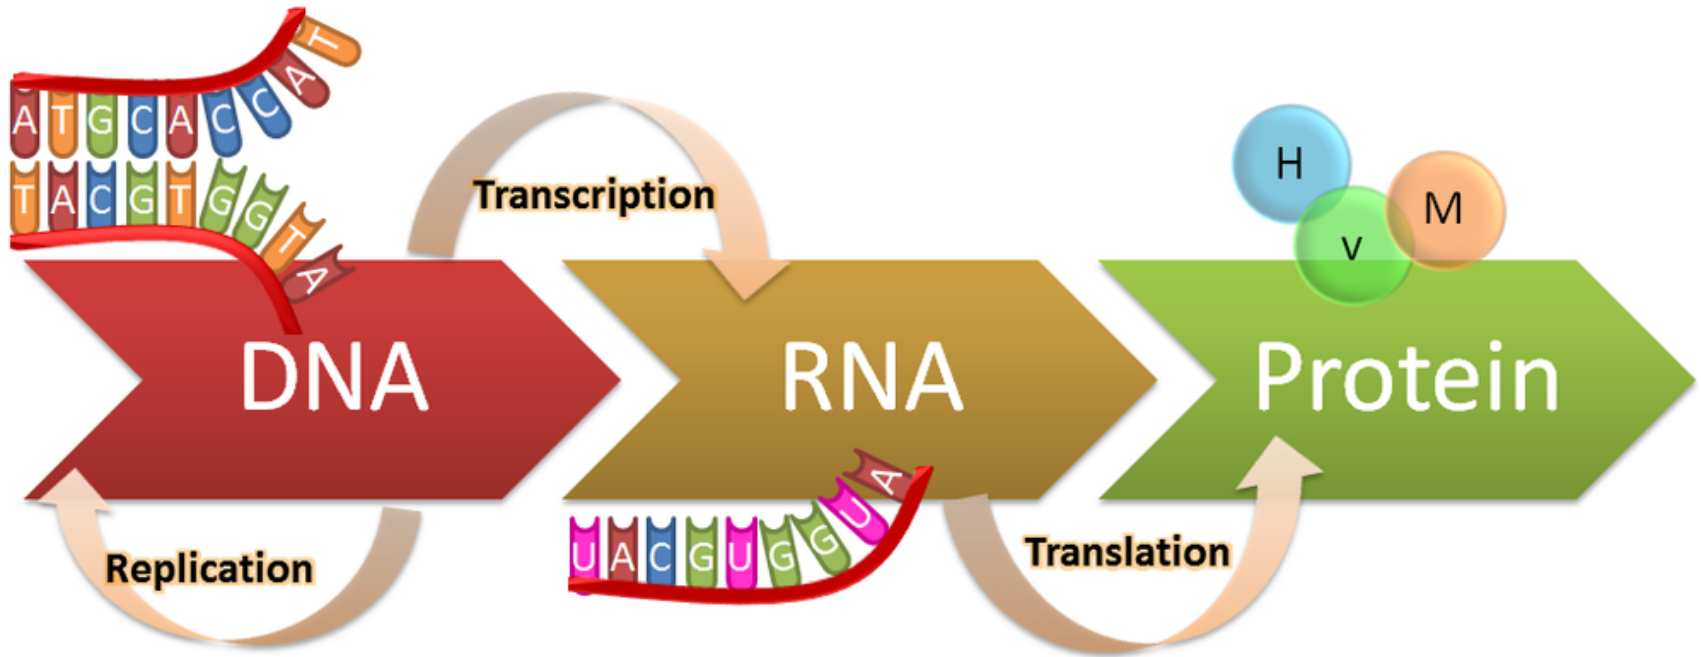 ATGCACCAT
TACGTGGTA
Transcription
H
V
M
DNA
RNA
Protein
Replication
UACGUGGUA
Translation